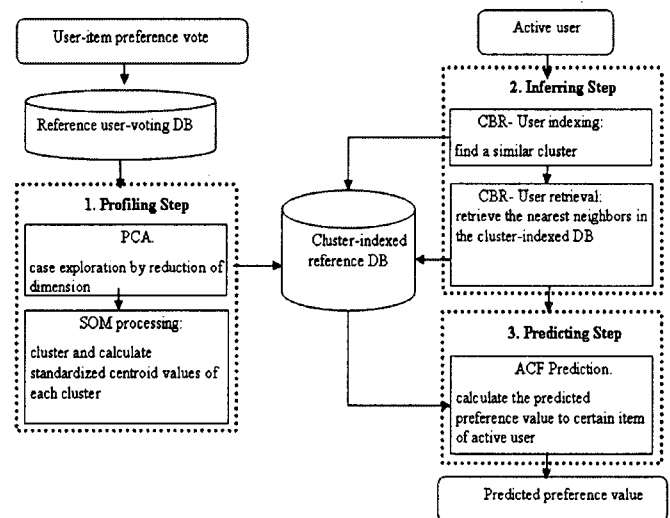 User-item preference vote
Reference user-voting DB
1. Profiling Step
PCA.
case exploration by reduction of
dimension
SOM processing:
cluster and calculate
standardized centroid values of
each cluster
Cluster-indexed
reference DB
Active user
2. Inferring Step
CBR- User indexing:
find a similar cluster
CBR- User retrieval:
retrieve the nearest neighbors in
the cluster-indexed DB
3. Predicting Step
ACF Prediction.
calculate the predicted
preference value to certain item
of active user
Predicted preference value